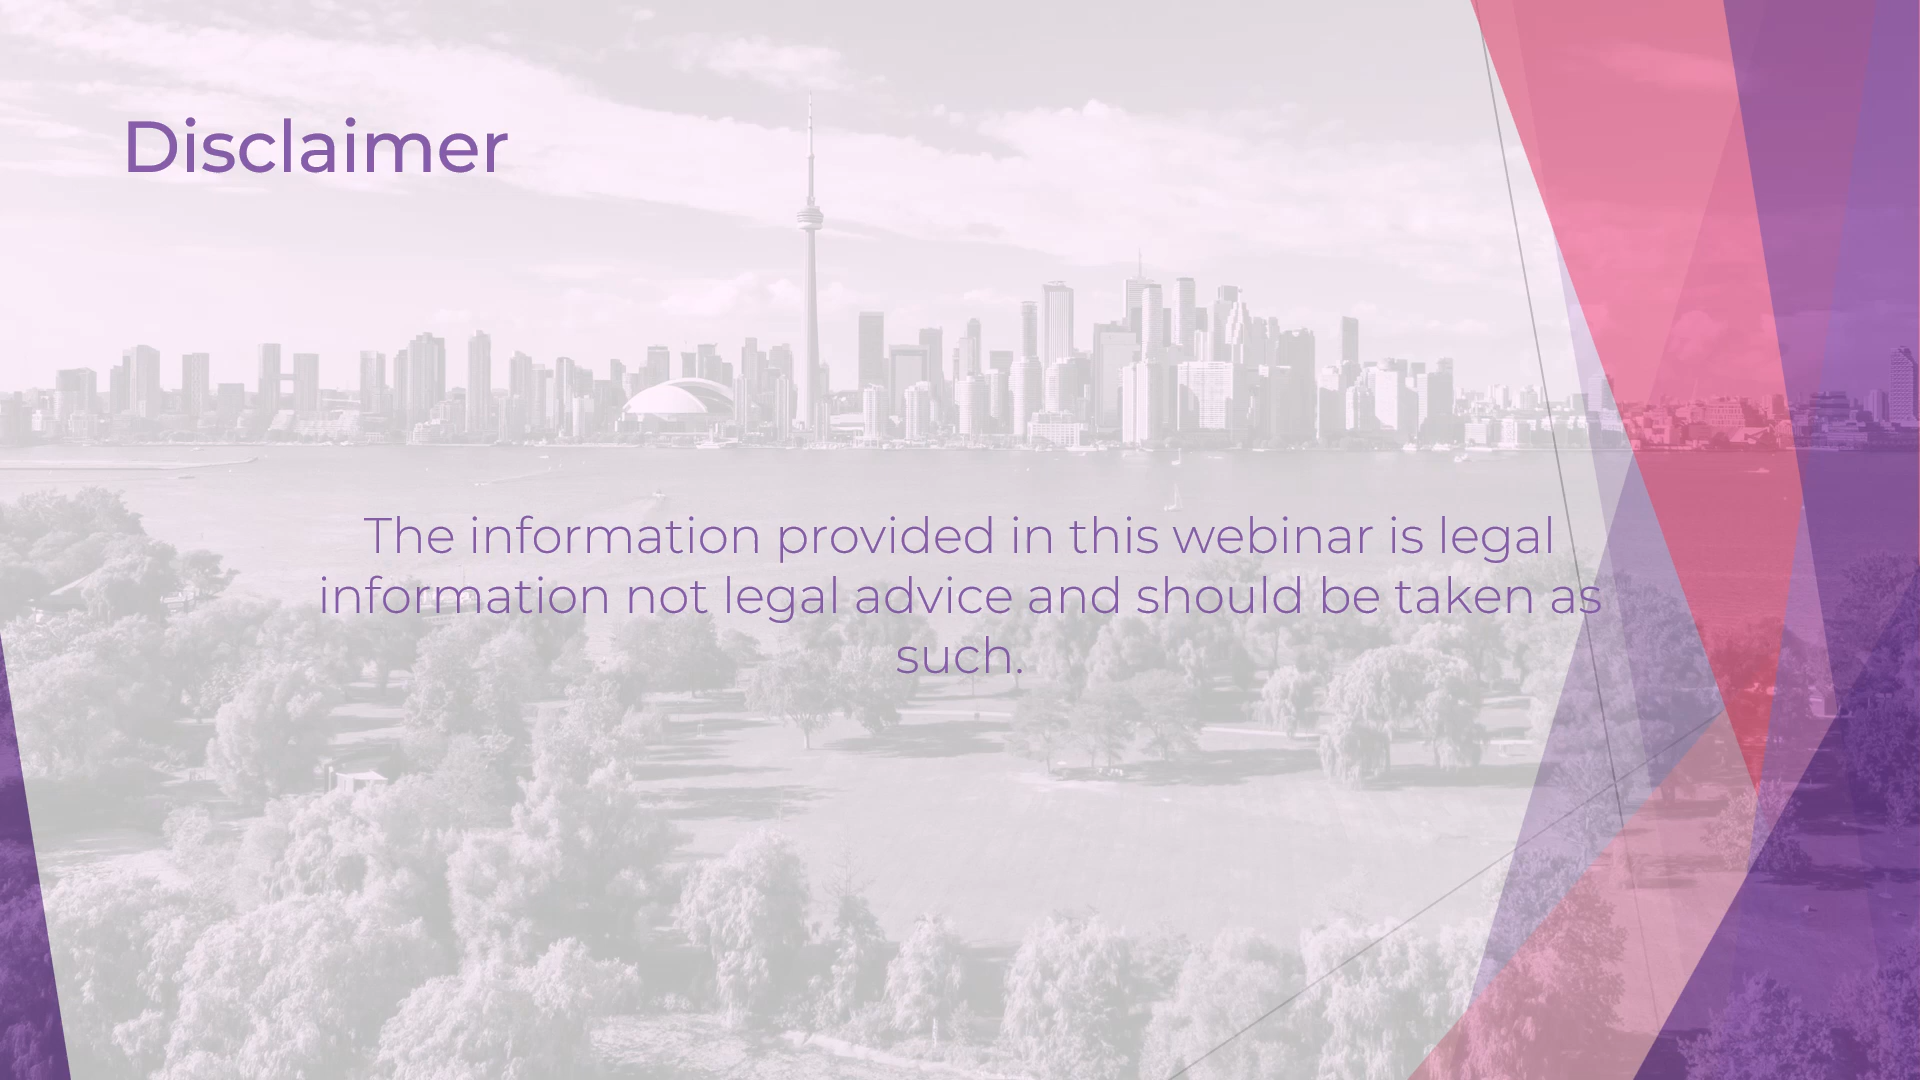 Disclaimer
The information provided in this webinar is legal
information not legal advice and should be taken as
such.